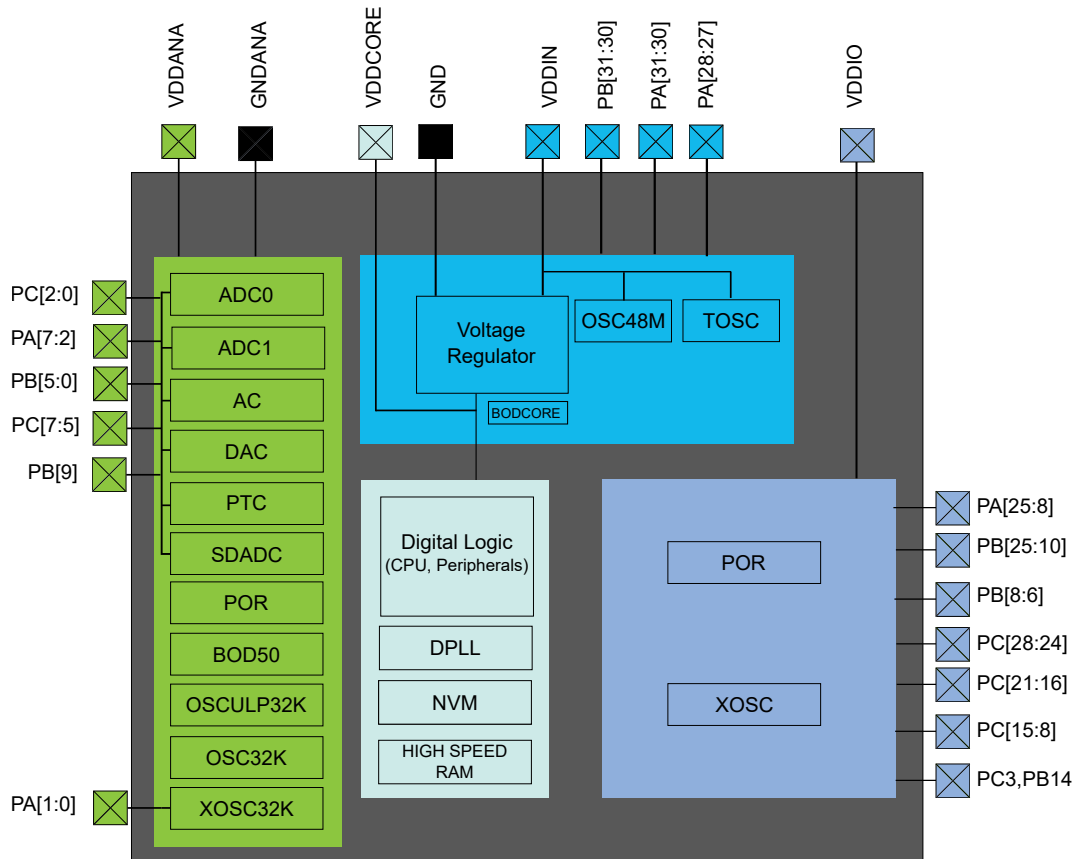 VDDANA
GNDANA
VDDCORE
GND
VDDIN
PB[31:30]
PA[31:30]
PA[28:27]
VDDIO
PC[2:0]
PA[7:2]
PB[5:0]
PC[7:5]
PB[9]
PA[1:0]
ADC0
ADC1
AC
DAC
PTC
SDADC
POR
BOD50
OSCULP32K
OSC32K
XOSC32K
Voltage
Regulator
OSC48M
TOSC
BODCORE
Digital Logic
(CPU, Peripherals)
DPLL
NVM
HIGH SPEED
RAM
POR
XOSC
PA[25:8]
PB[25:10]
PB[8:6]
PC[28:24]
PC[21:16]
PC[15:8]
PC3,PB14